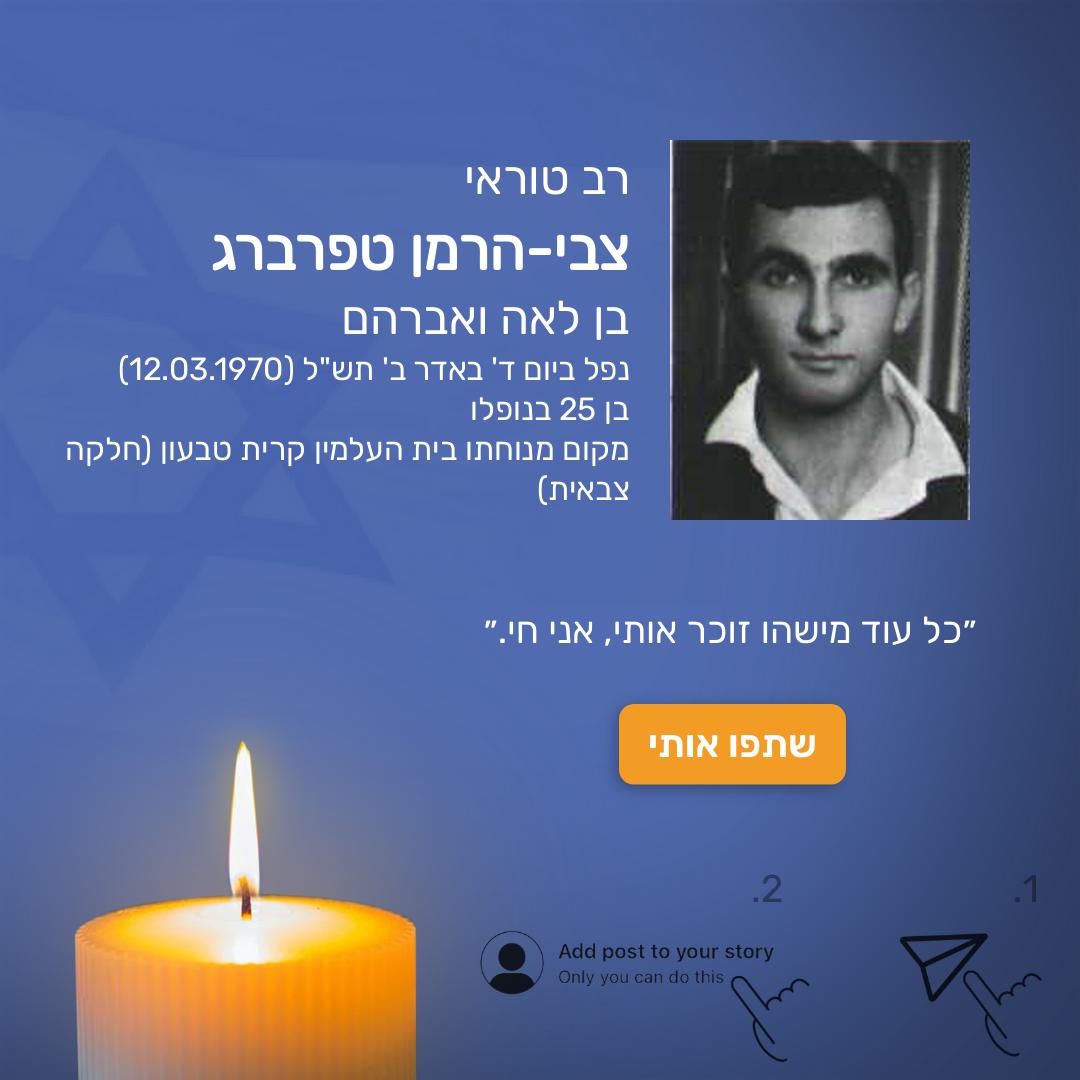 רב טוראי
צבי-הרמן טפרברג
בן לאה ואברהם
נפל ביום ד' באדר ב' תש"ל (12.03.1970)
בן 25 בנופלו
מקום מנוחתו בית העלמין קרית טבעון (חלקה
צבאית)
״כל עוד מישהו זוכר אותי, אני חי.״
שתפו אותי
.1
.2
Add post to your story
Only you can do this